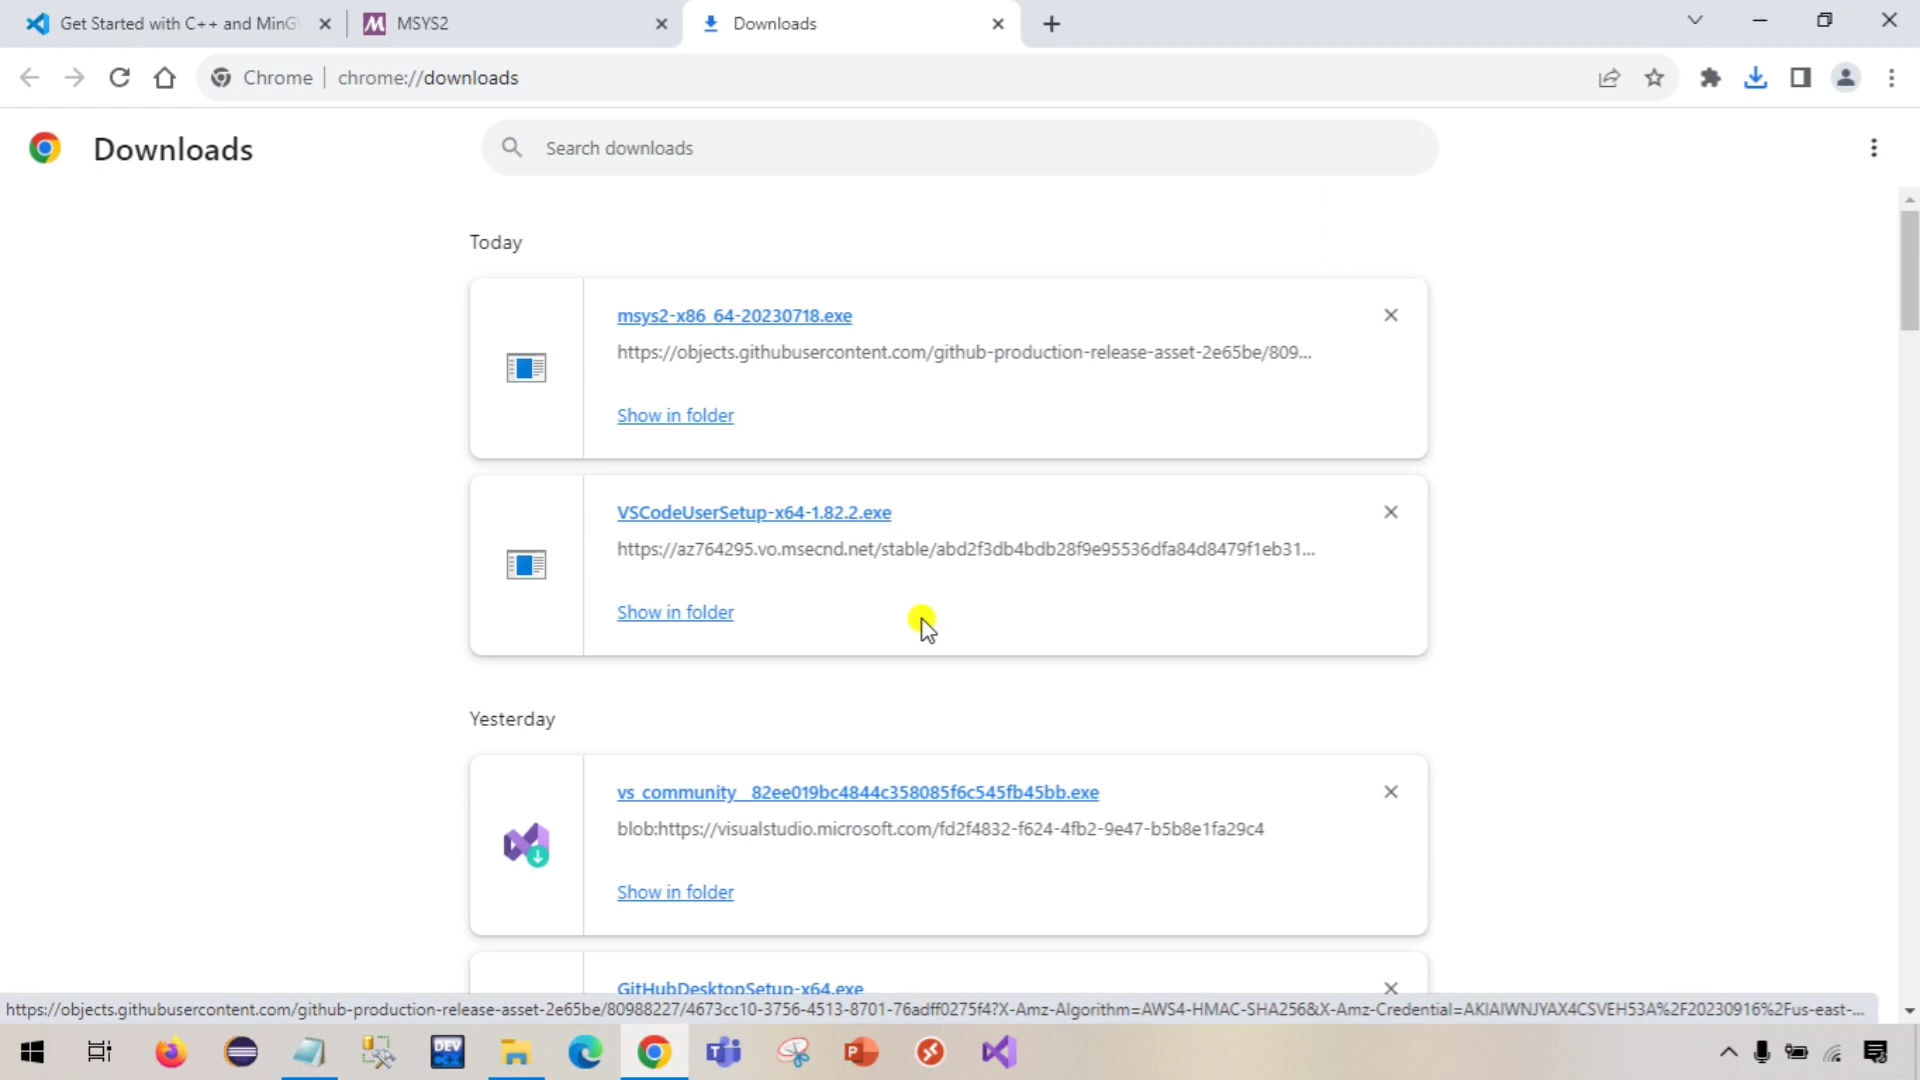 Get Started with C++ and MinG
MSYS2
Downloads
Chrome
chrome://downloads
Downloads
Search downloads
Today
msys2-x86_64-20230718.exe
https://objects.githubusercontent.com/github-production-release-asset-2e65be/809...
Show in folder
VSCodeUserSetup-x64-1.82.2.exe
https://az764295.vo.msecnd.net/stable/abd2f3db4bdb28f9e95536dfa84d8479f1eb31...
Show in folder
Yesterday
vs_community__82ee019bc4844c358085f6c545fb45bb.exe
blob:https://visualstudio.microsoft.com/fd2f4832-f624-4fb2-9e47-b5b8e1fa29c4
Show in folder
GitHubDesktopSetup-x64.exe
https://objects.githubusercontent.com/github-production-release-asset-2e65be/80988227/4673cc10-3756-4513-8701-76adff0275f4?X-Amz-Algorithm=AWS4-HMAC-SHA256&X-Amz-Credential=AKIAIWNJYAX4CSVEH53A%2F20230916%2Fus-east-...
DEV